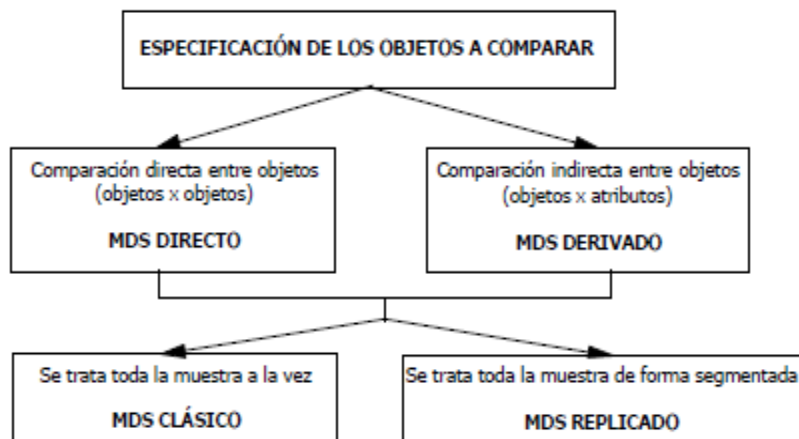 ESPECIFICACIÓN DE LOS OBJETOS A COMPARAR
Comparación directa entre objetos
(objetos x objetos)
MDS DIRECTO
Comparación indirecta entre objetos
(objetos x atributos)
MDS DERIVADO
Se trata toda la muestra a la vez
MDS CLÁSICO
Se trata toda la muestra de forma segmentada
MDS REPLICADO